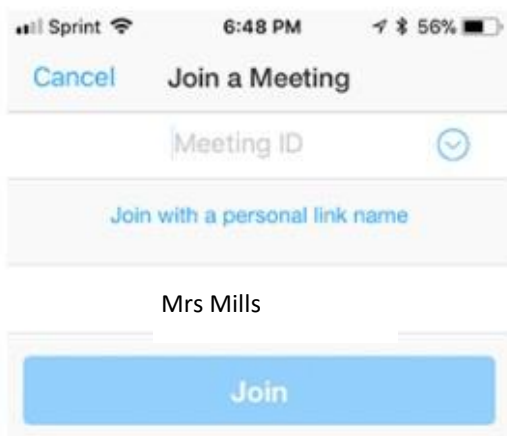 Sprint 6:48 PM 56%
Cancel Join a Meeting
Meeting ID
Join with a personal link name
Mrs Mills
Join